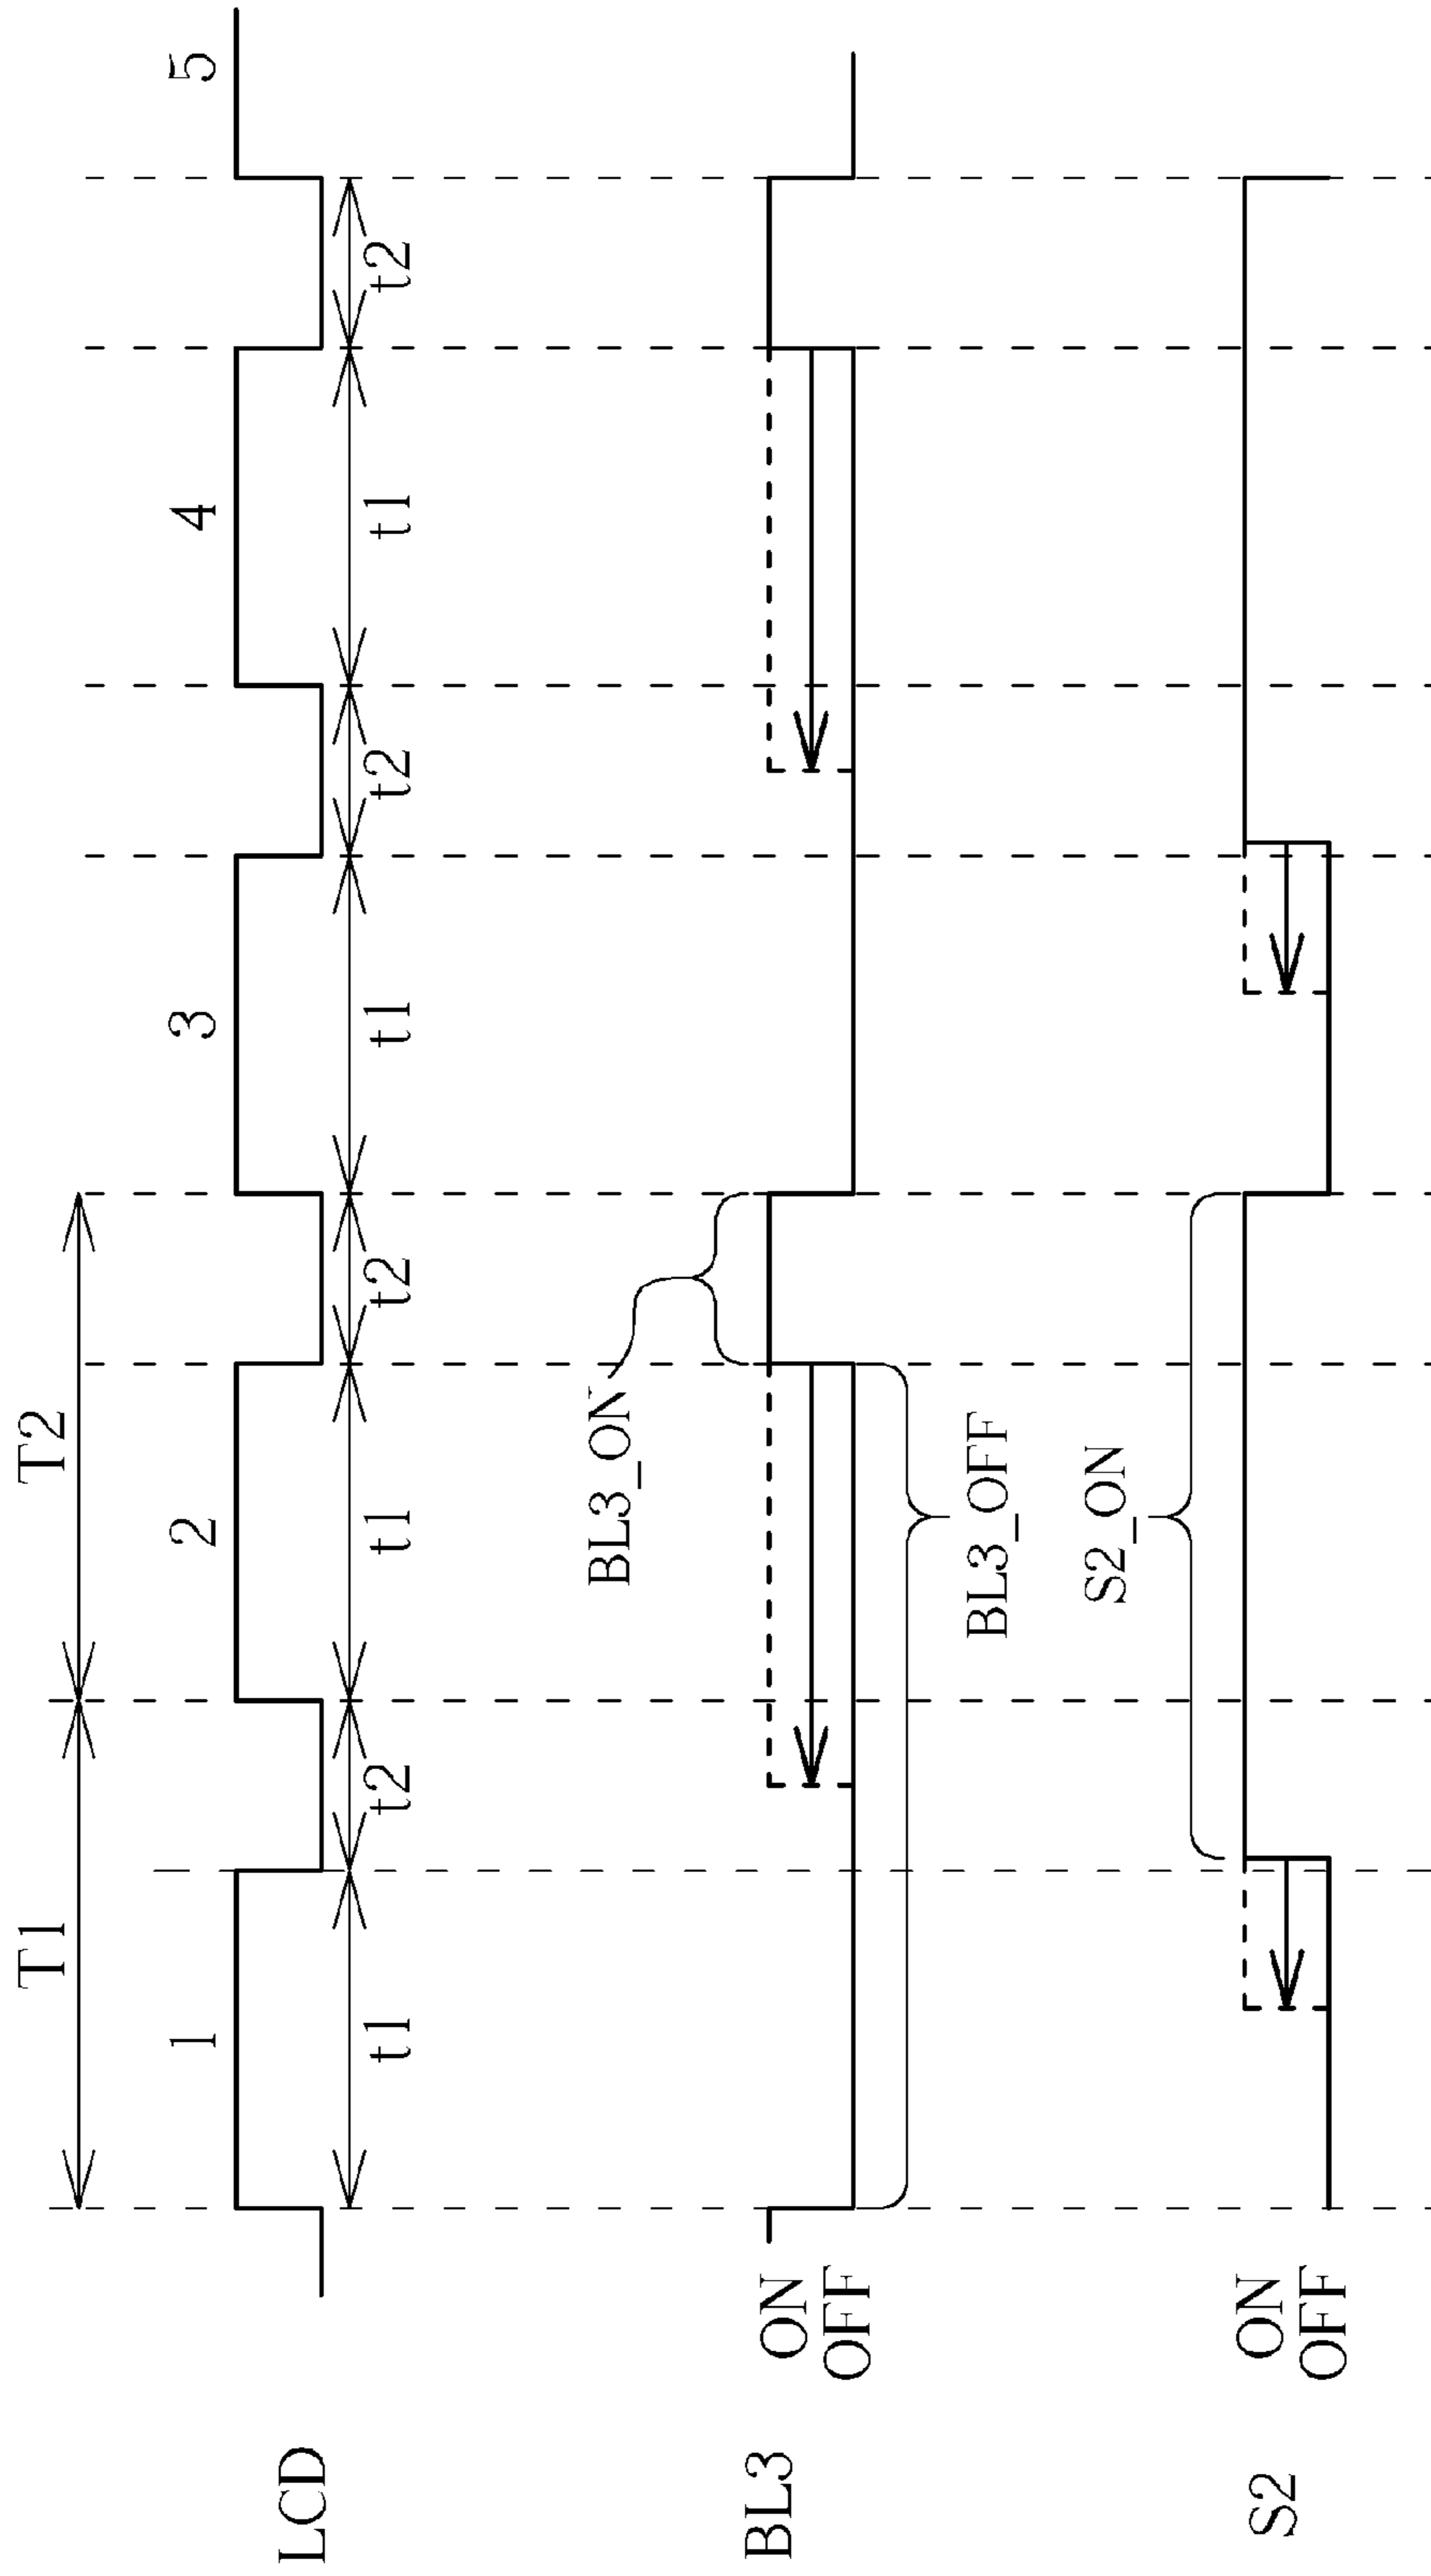 T1 T2
1 2 3 4 5
LCD
t1 t2 t1 t2 t1 t2 t1 t2
BL3_ON
BL3
ON
OFF
BL3_OFF
S2_ON
S2
ON
OFF